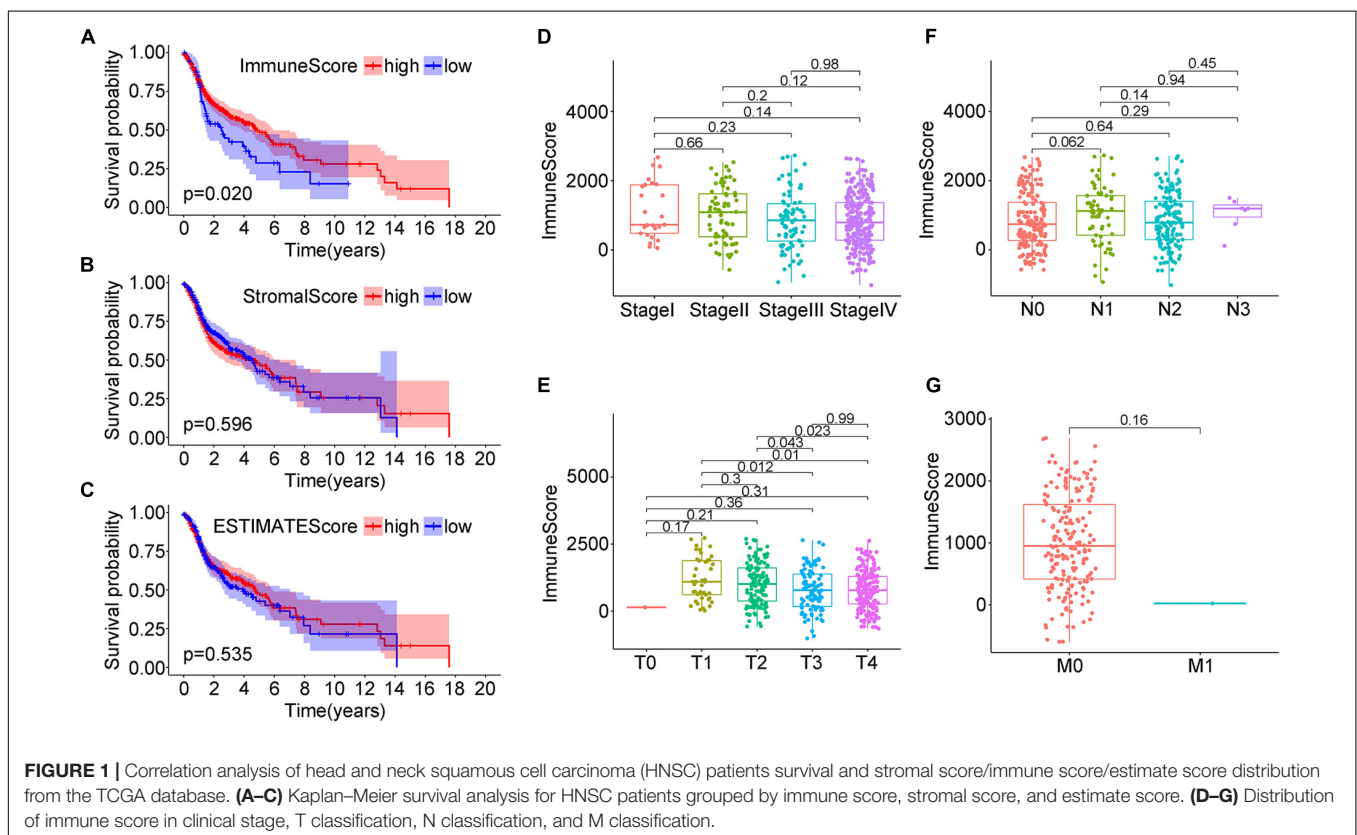 A
1.00
0.75
0.50
0.25
0.00
Survival probability
ImmuneScore high low
p=0.020
0 2 4 6 8 10 12 14 16 18 20
Time(years)
B
1.00
0.75
0.50
0.25
0.00
Survival probability
StromalScore high low
p=0.596
0 2 4 6 8 10 12 14 16 18 20
Time(years)
C
1.00
0.75
0.50
0.25
0.00
Survival probability
ESTIMATEScore high low
p=0.535
0 2 4 6 8 10 12 14 16 18 20
Time(years)
D
ImmuneScore
4000
2000
0
0.98
0.12
0.2
0.14
0.23
0.66
StageI StageII StageIII StageIV
E
ImmuneScore
5000
2500
0
0.99
0.023
0.043
0.01
0.012
0.3
0.31
0.36
0.21
0.17
T0 T1 T2 T3 T4
F
ImmuneScore
4000
2000
0
0.45
0.94
0.14
0.29
0.64
0.062
N0 N1 N2 N3
G
ImmuneScore
3000
2000
1000
0
0.16
M0 M1
FIGURE 1 | Correlation analysis of head and neck squamous cell carcinoma (HNSC) patients survival and stromal score/immune score/estimate score distribution
from the TCGA database. (A–C) Kaplan–Meier survival analysis for HNSC patients grouped by immune score, stromal score, and estimate score. (D–G) Distribution
of immune score in clinical stage, T classification, N classification, and M classification.